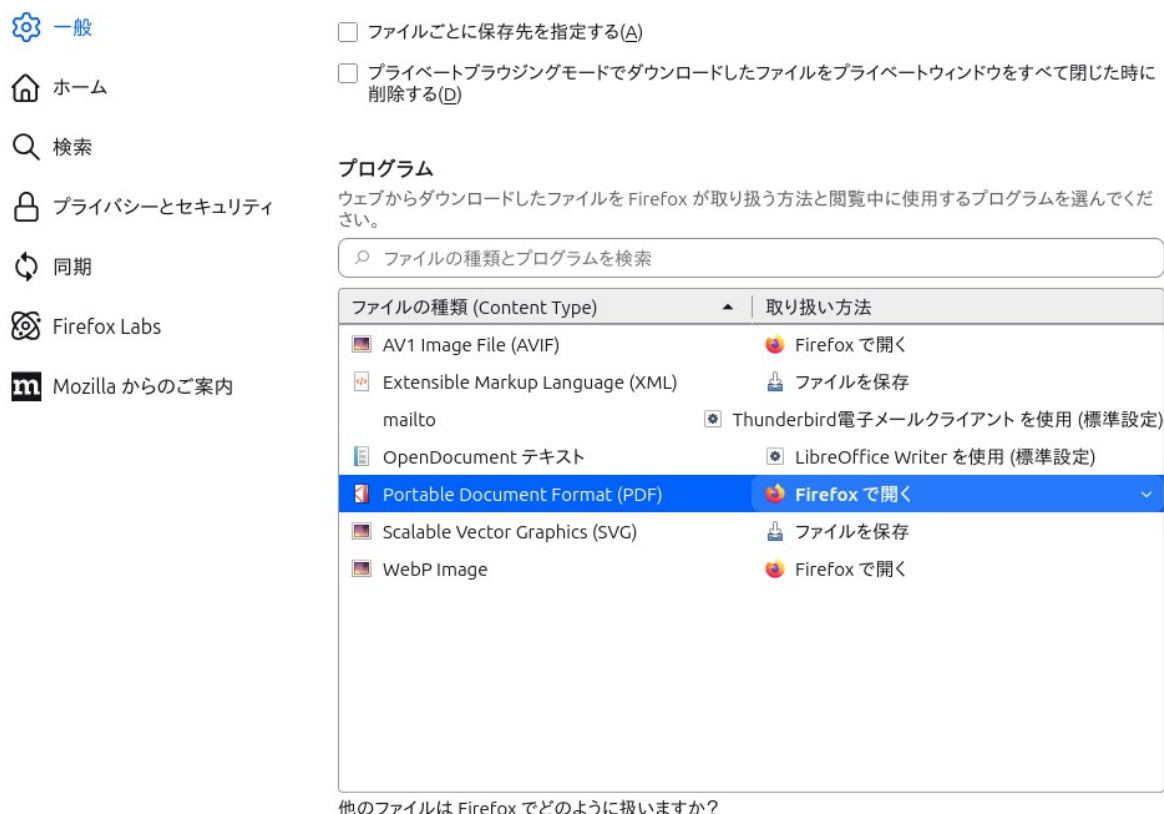 一般
ホーム
検索
プライバシーとセキュリティ
同期
Firefox Labs
m Mozilla からのご案内
ファイルごとに保存先を指定する(A)
プライベートブラウジングモードでダウンロードしたファイルをプライベートウィンドウをすべて閉じた時に
削除する(D)
プログラム
ウェブからダウンロードしたファイルを Firefox が取り扱う方法と閲覧中に使用するプログラムを選んでくだ
さい。
ファイルの種類とプログラムを検索
ファイルの種類 (Content Type) 取り扱い方法
AV1 Image File (AVIF) Firefox で開く
Extensible Markup Language (XML) ファイルを保存
mailto Thunderbird電子メールクライアント を使用 (標準設定)
OpenDocument テキスト LibreOffice Writer を使用 (標準設定)
Portable Document Format (PDF) Firefox で開く
Scalable Vector Graphics (SVG) ファイルを保存
WebP Image Firefox で開く
他のファイルは Firefox でどのように扱いますか?